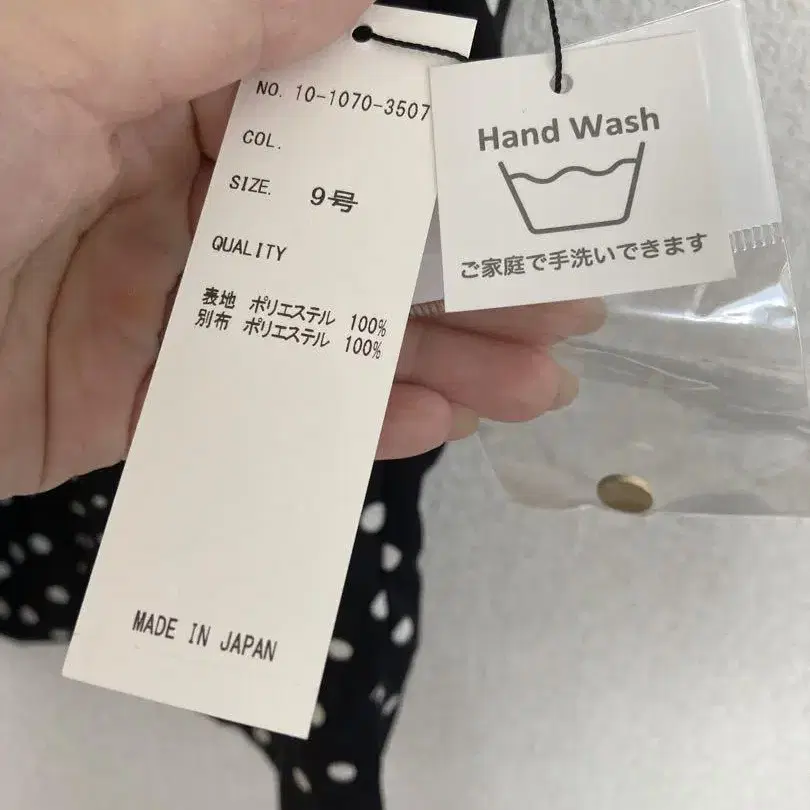 NO. 10-1070-3507
COL.
SIZE. 9号
QUALITY
表地 ポリエステル 100%
別布 ポリエステル 100%
MADE IN JAPAN
Hand Wash
ご家庭で手洗いできます